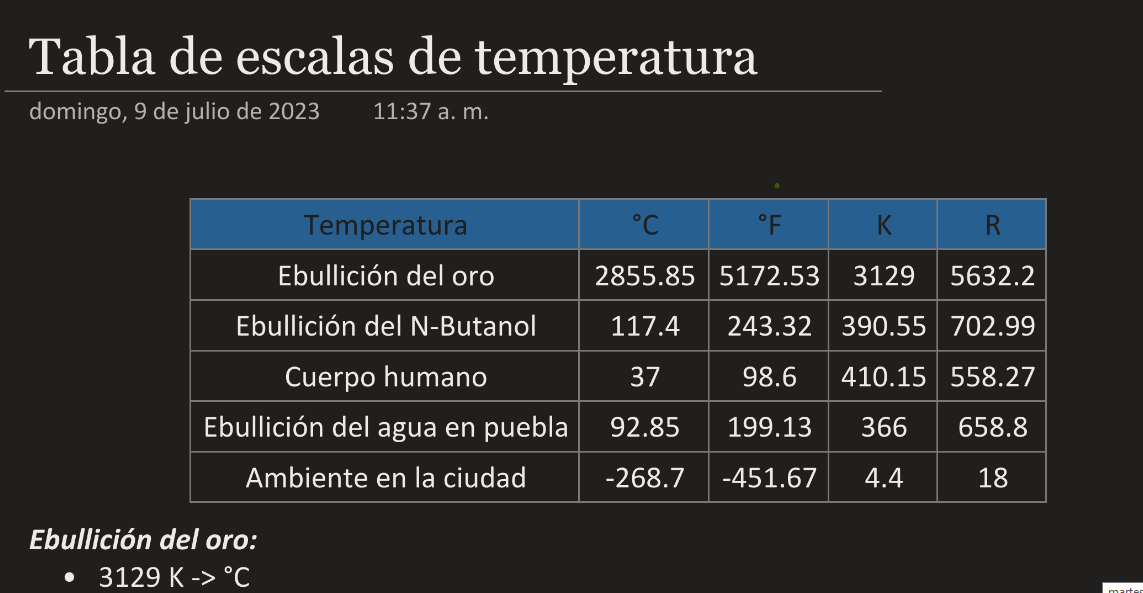 Tabla de escalas de temperatura
domingo, 9 de julio de 2023 11:37 a. m.
Temperatura °C °F K R
Ebullición del oro 2855.85 5172.53 3129 5632.2
Ebullición del N-Butanol 117.4 243.32 390.55 702.99
Cuerpo humano 37 98.6 410.15 558.27
Ebullición del agua en puebla 92.85 199.13 366 658.8
Ambiente en la ciudad -268.7 -451.67 4.4 18
Ebullición del oro:
• 3129 K -> °C